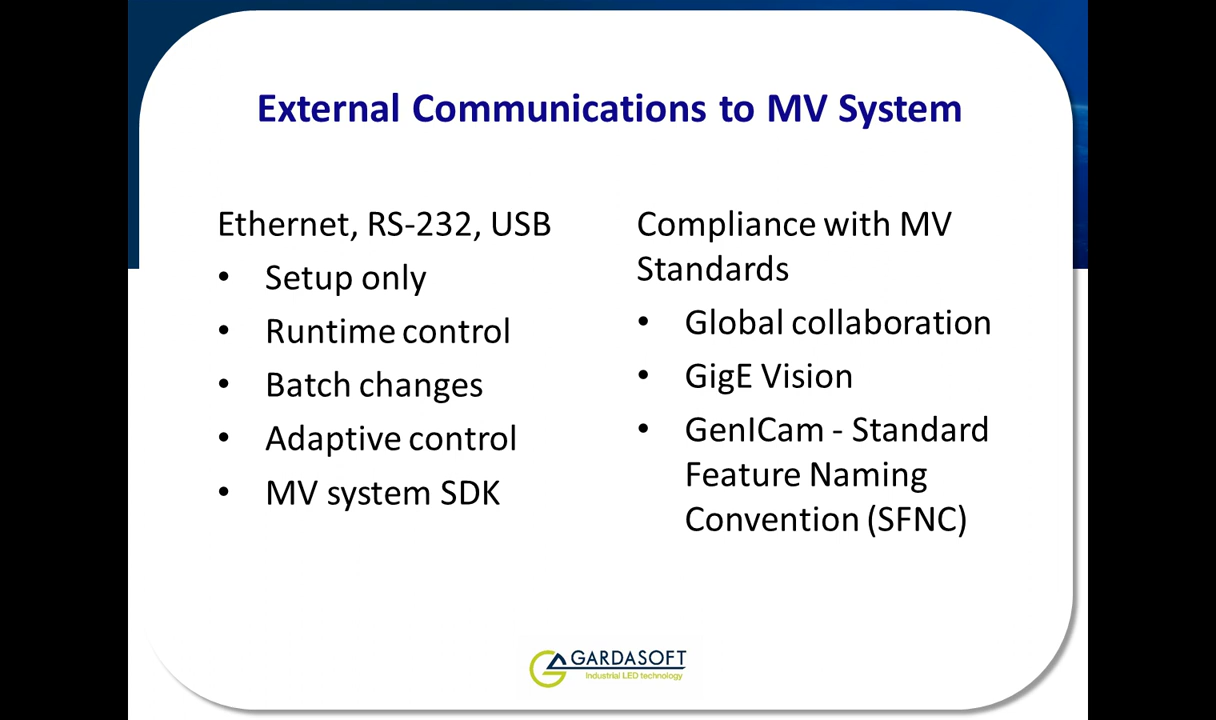 External Communications to MV System
Ethernet, RS-232, USB
• Setup only
• Runtime control
• Batch changes
• Adaptive control
• MV system SDK
Compliance with MV
Standards
• Global collaboration
• GigE Vision
• GenICam - Standard
Feature Naming
Convention (SFNC)
GARDASOFT
Industrial LED technology